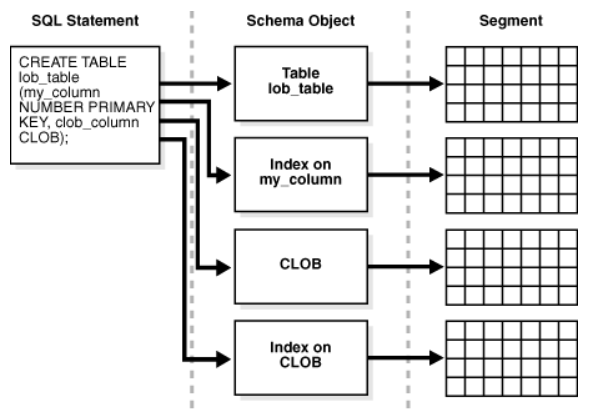 SQL Statement
Schema Object
Segment
CREATE TABLE
lob_table
(my_column
NUMBER PRIMARY
KEY, clob_column
CLOB);
Table
lob_table
Index on
my_column
CLOB
Index on
CLOB